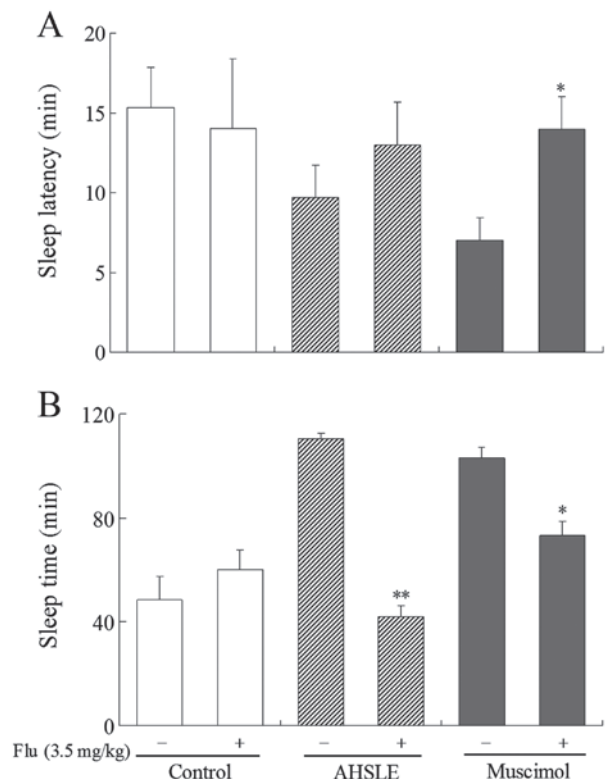 A
Sleep latency (min)
20
15
10
5
0
*
B
Sleep time (min)
120
80
40
0
**
*
Flu (3.5 mg/kg) − + − + − +
Control AHSLE Muscimol